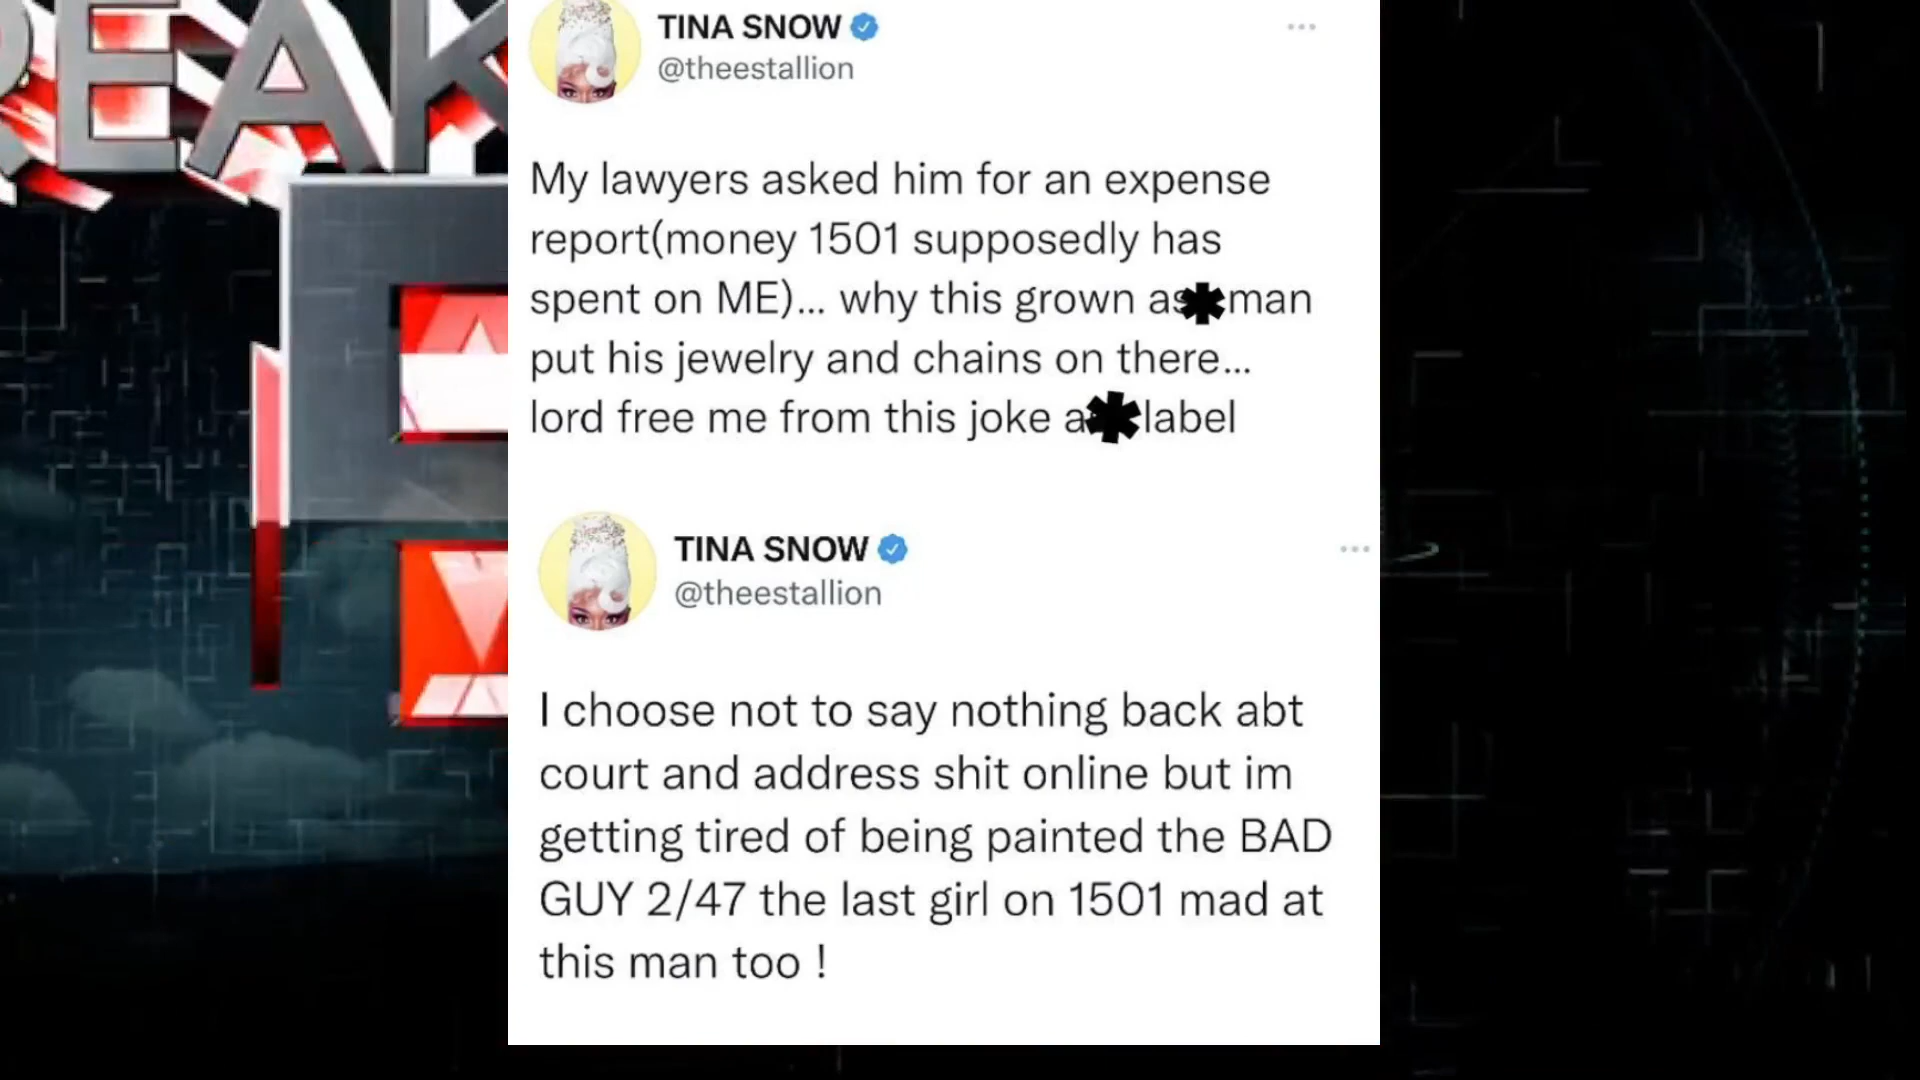 REAK
TINA SNOW
@theestallion
My lawyers asked him for an expense
report(money 1501 supposedly has
spent on ME)... why this grown as✱man
put his jewelry and chains on there...
lord free me from this joke a✱label
TINA SNOW
@theestallion
I choose not to say nothing back abt
court and address shit online but im
getting tired of being painted the BAD
GUY 2/47 the last girl on 1501 mad at
this man too !